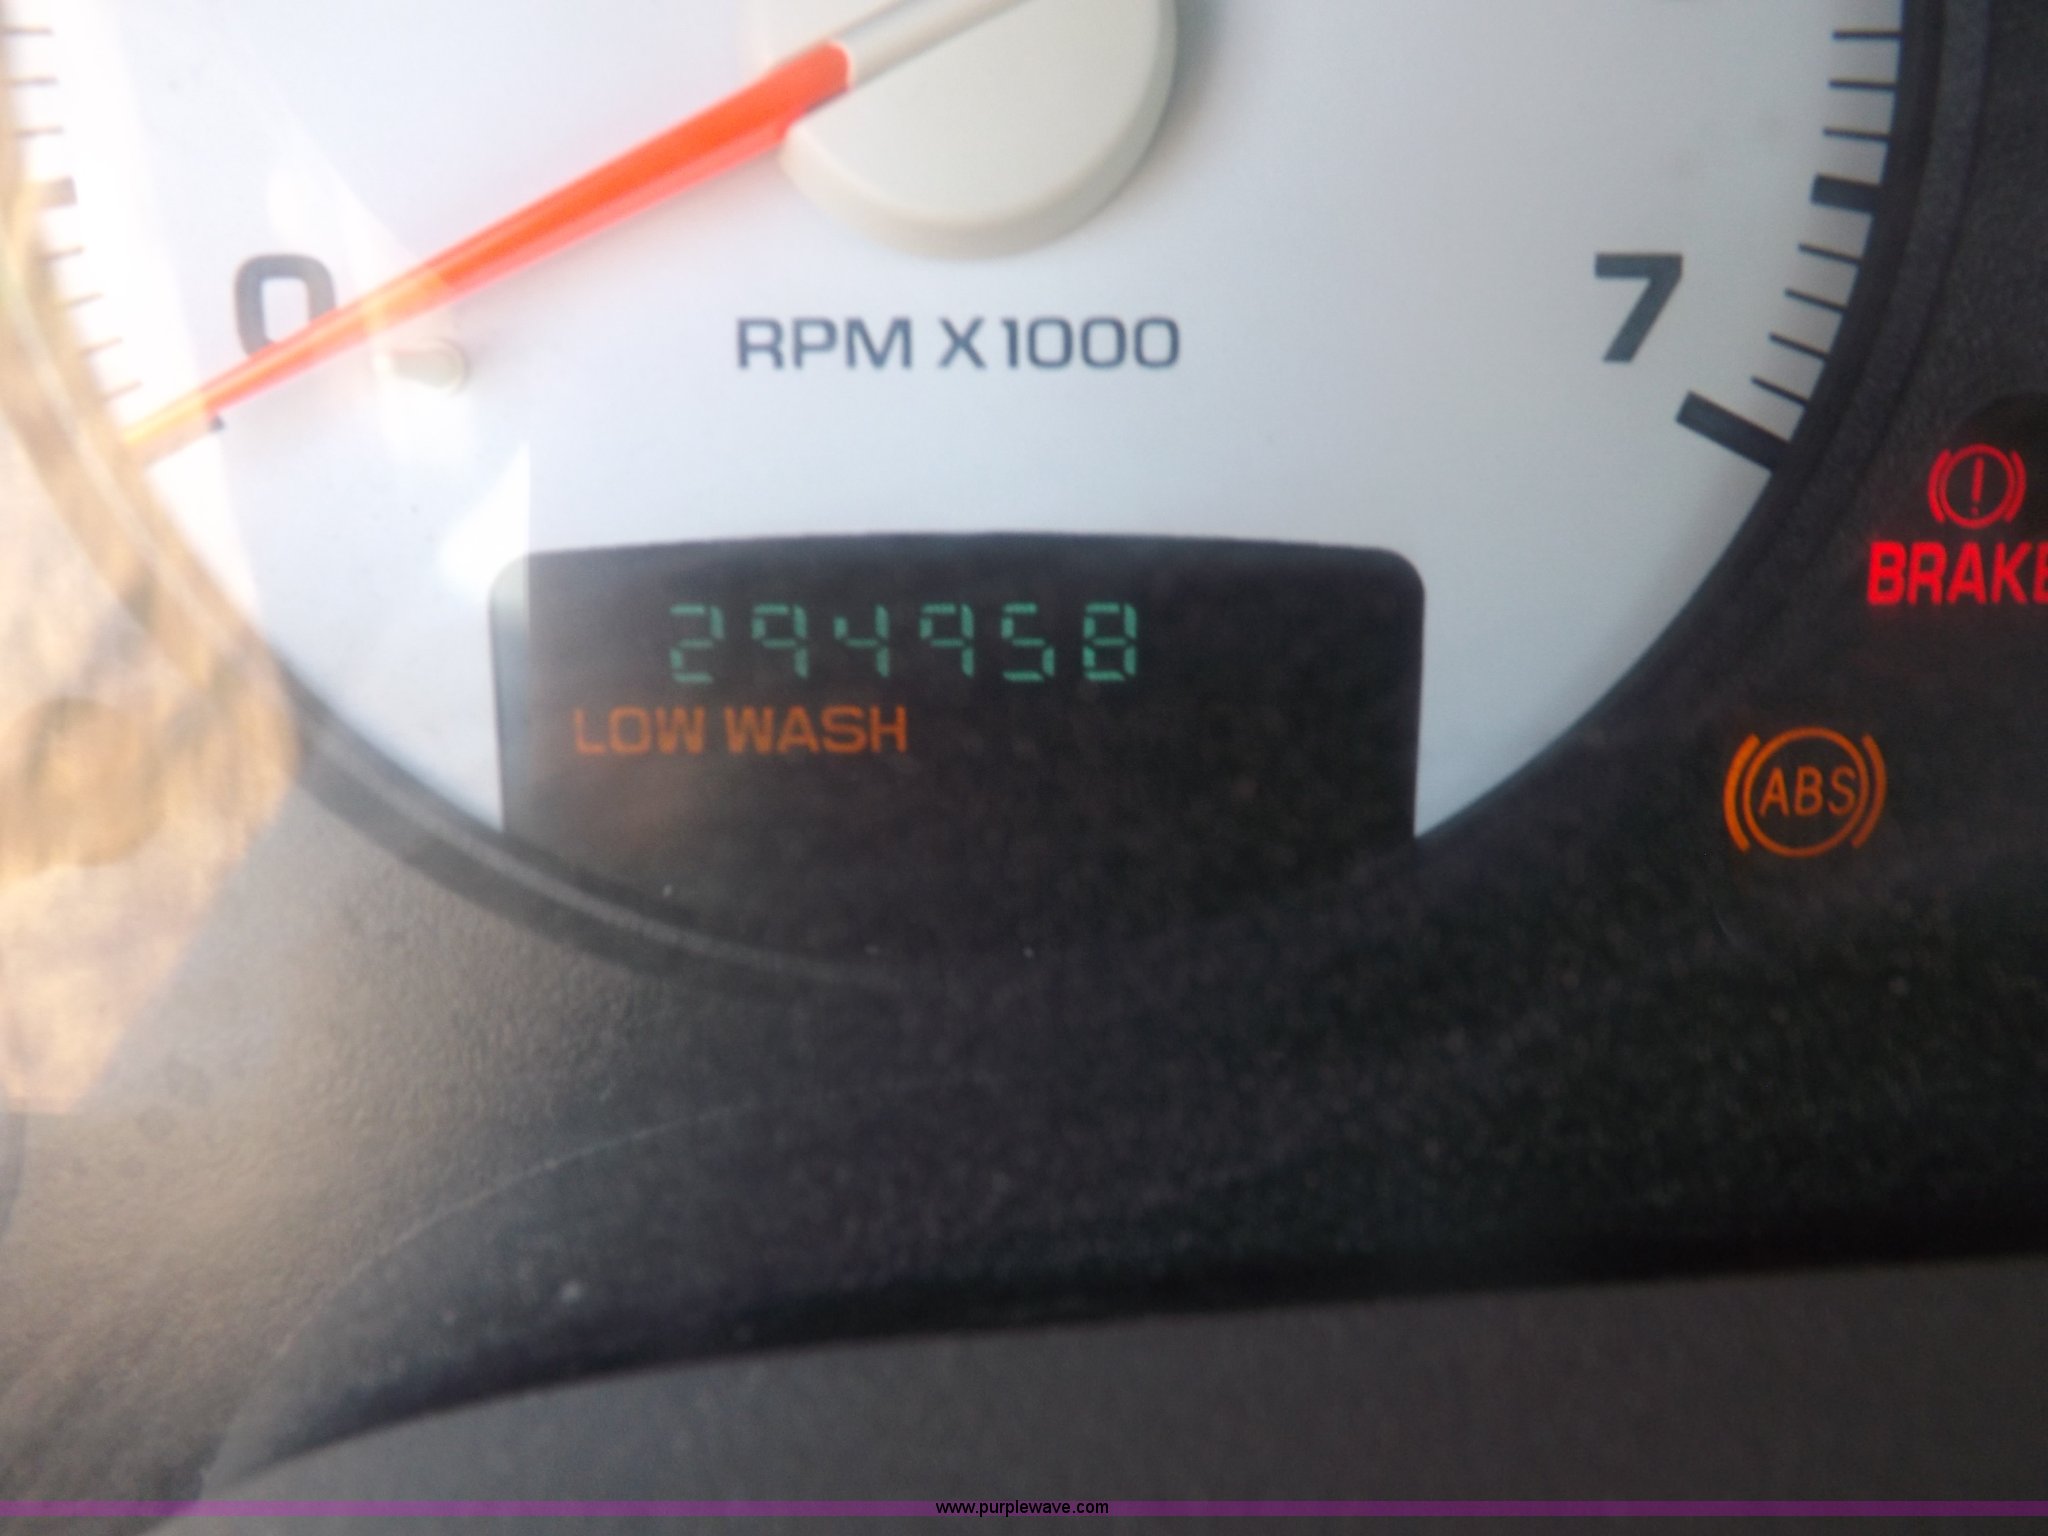 0
7
RPM X1000
BRAKE
294958
LOW WASH
ABS
www.purplewave.com